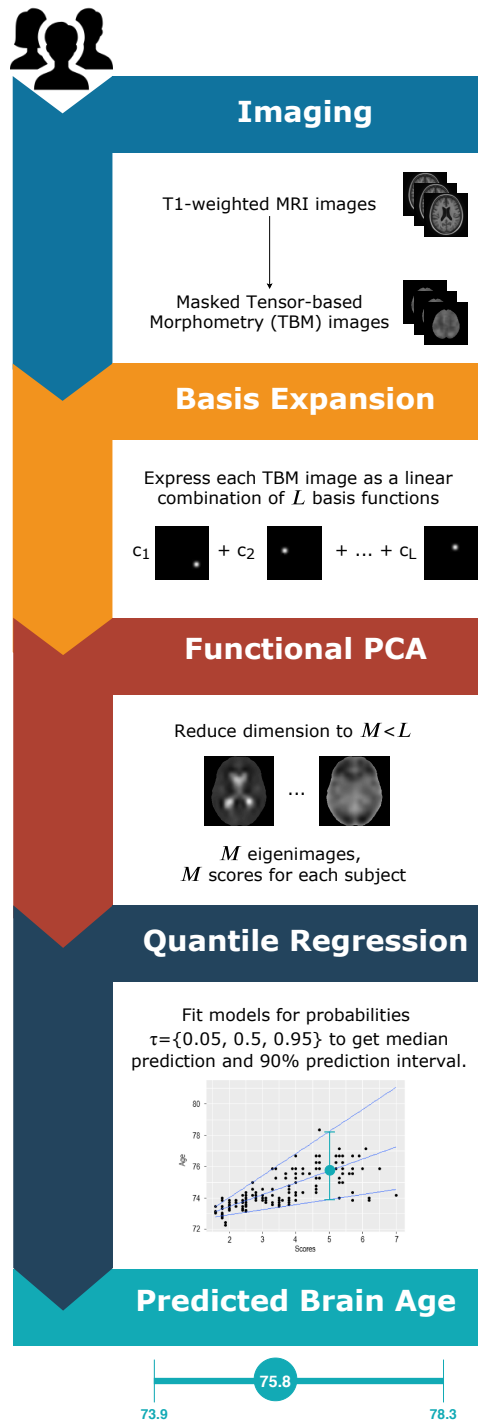 Imaging
T1-weighted MRI images
Masked Tensor-based
Morphometry (TBM) images
Basis Expansion
Express each TBM image as a linear
combination of L basis functions
c₁ + c₂ + ... + c_L
Functional PCA
Reduce dimension to M<L
...
M eigenimages,
M scores for each subject
Quantile Regression
Fit models for probabilities
τ={0.05, 0.5, 0.95} to get median
prediction and 90% prediction interval.
80
78
76
74
72
Age
2 3 4 5 6 7
Scores
Predicted Brain Age
75.8
73.9 78.3